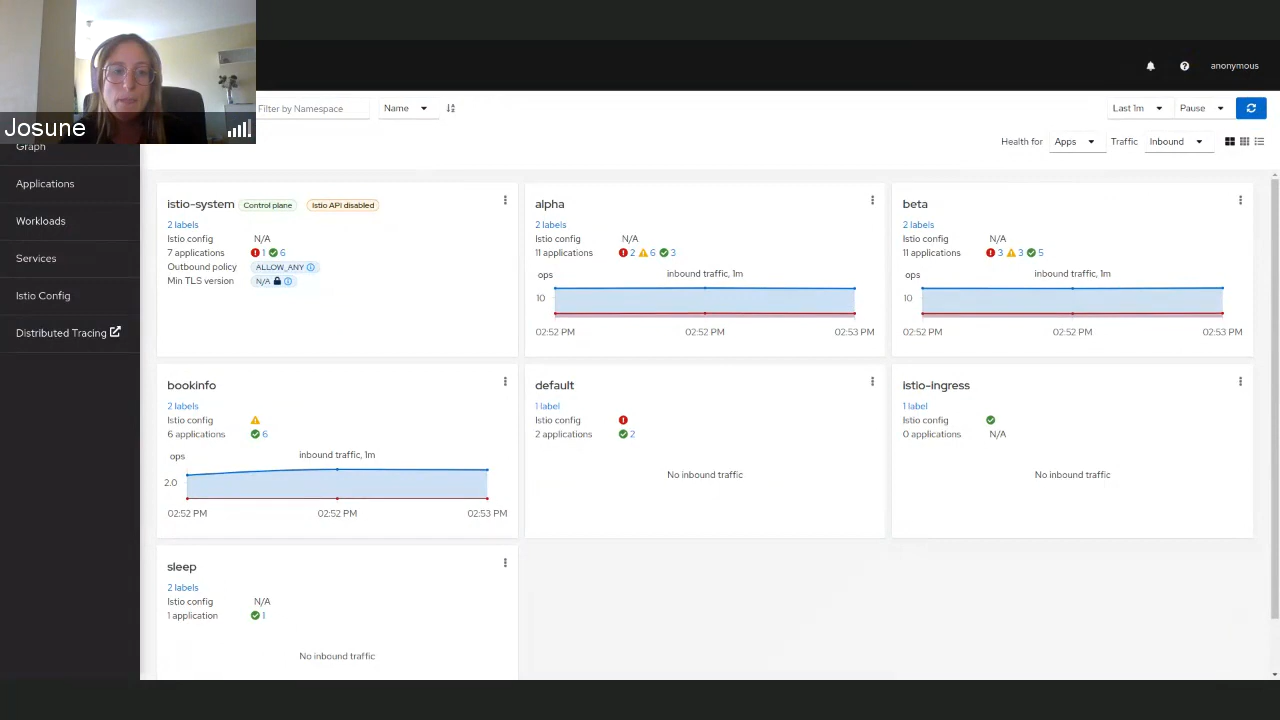 anonymous
Josune
Filter by Namespace
Name
Last 1m
Pause
Health for
Apps
Traffic
Inbound
Graph
Applications
Workloads
Services
Istio Config
Distributed Tracing
istio-system Control plane Istio API disabled
2 labels
Istio config N/A
7 applications 1 6
Outbound policy ALLOW_ANY
Min TLS version N/A
alpha
2 labels
Istio config N/A
11 applications 2 6 3
ops inbound traffic, 1m
10
02:52 PM 02:52 PM 02:53 PM
beta
2 labels
Istio config N/A
11 applications 3 3 5
ops inbound traffic, 1m
10
02:52 PM 02:52 PM 02:53 PM
bookinfo
2 labels
Istio config
6 applications 6
ops inbound traffic, 1m
2.0
02:52 PM 02:52 PM 02:53 PM
default
1 label
Istio config
2 applications 2
No inbound traffic
istio-ingress
1 label
Istio config
0 applications N/A
No inbound traffic
sleep
2 labels
Istio config N/A
1 application 1
No inbound traffic